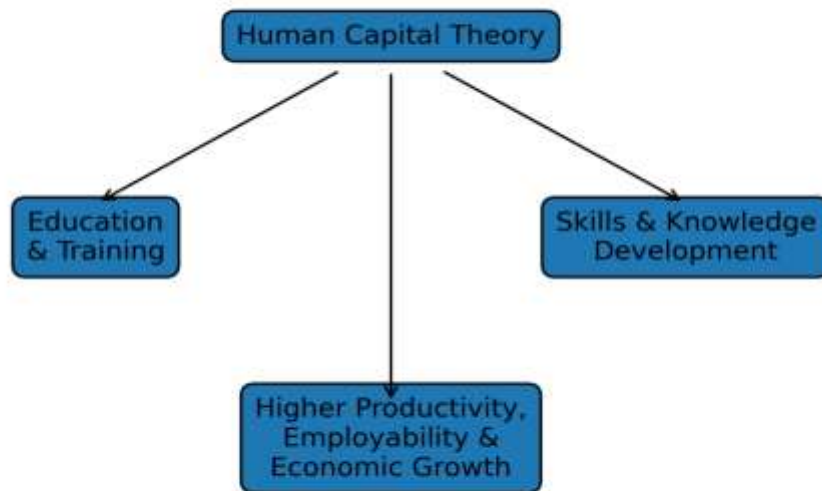 Human Capital Theory
Education
& Training
Skills & Knowledge
Development
Higher Productivity,
Employability &
Economic Growth